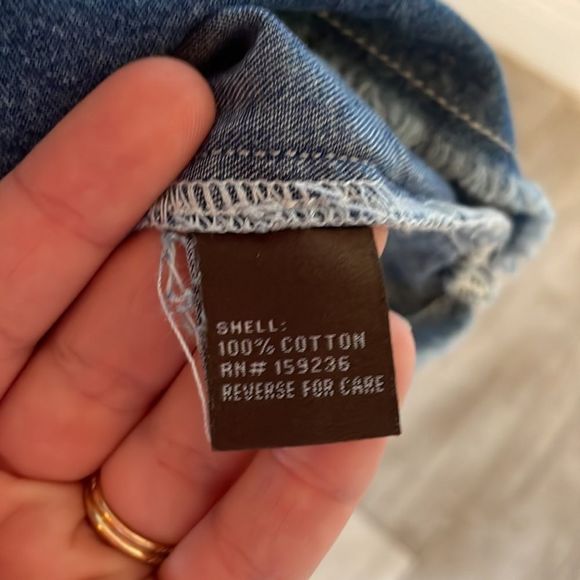 SHELL:
100% COTTON
RN# 159236
REVERSE FOR CARE